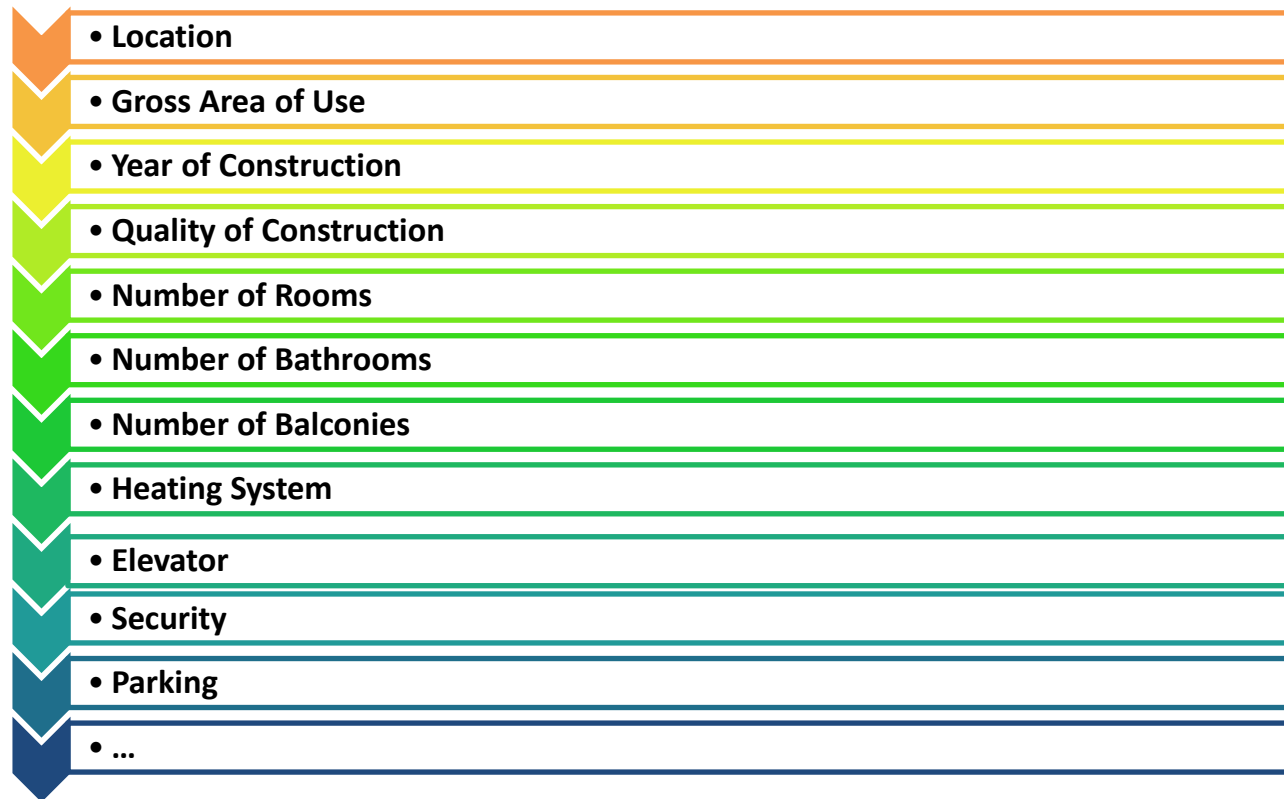 • Location
• Gross Area of Use
• Year of Construction
• Quality of Construction
• Number of Rooms
• Number of Bathrooms
• Number of Balconies
• Heating System
• Elevator
• Security
• Parking
• …